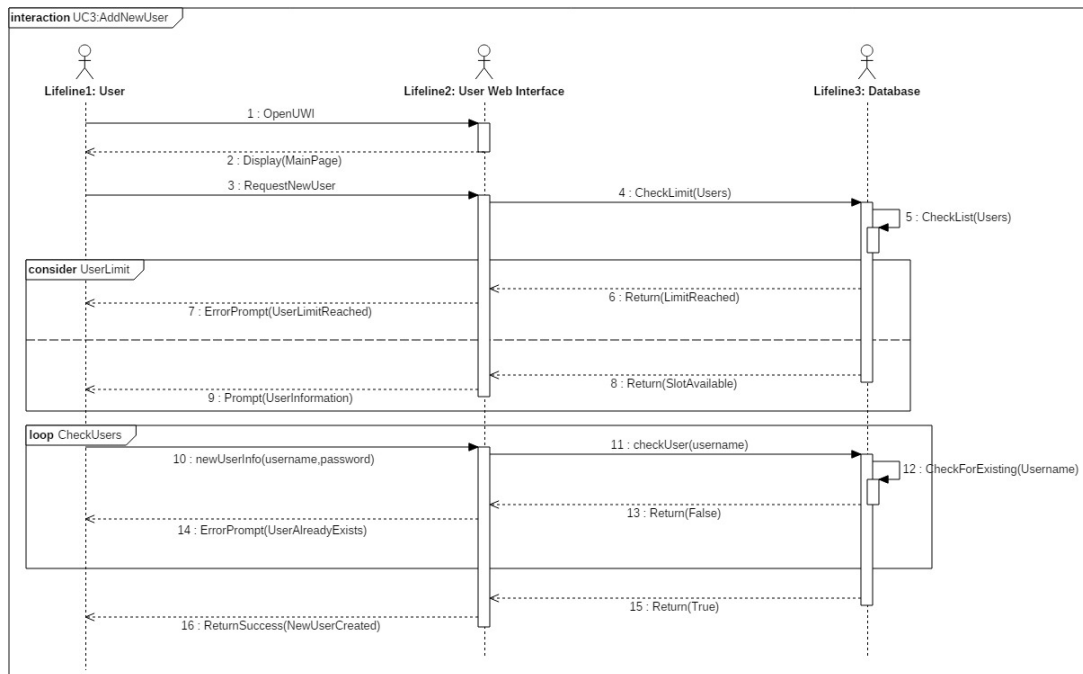 interaction UC3:AddNewUser
Lifeline1: User
Lifeline2: User Web Interface
Lifeline3: Database
1 : OpenUWI
2 : Display(MainPage)
3 : RequestNewUser
4 : CheckLimit(Users)
5 : CheckList(Users)
consider UserLimit
6 : Return(LimitReached)
7 : ErrorPrompt(UserLimitReached)
8 : Return(SlotAvailable)
9 : Prompt(UserInformation)
loop CheckUsers
10 : newUserInfo(username,password)
11 : checkUser(username)
12 : CheckForExisting(Username)
13 : Return(False)
14 : ErrorPrompt(UserAlreadyExists)
15 : Return(True)
16 : ReturnSuccess(NewUserCreated)